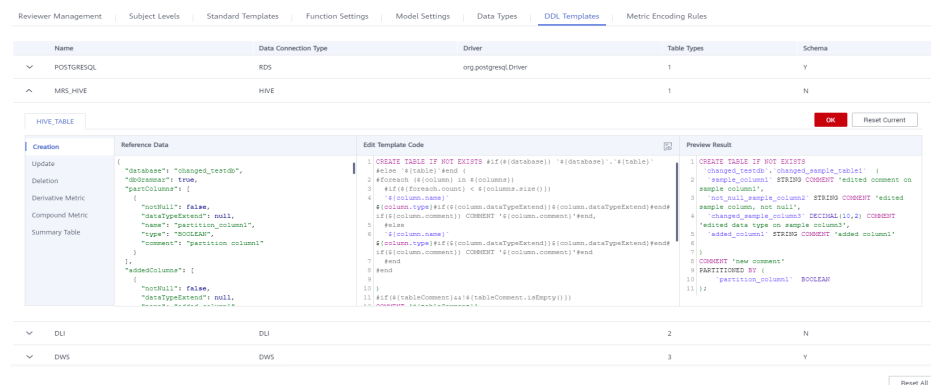 Reviewer Management Subject Levels Standard Templates Function Settings Model Settings Data Types DDL Templates Metric Encoding Rules
Name Data Connection Type Driver Table Types Schema
POSTGRESQL RDS org.postgresql.Driver 1 Y
MRS_HIVE HIVE 1 N
HIVE_TABLE OK Reset Current
Creation
Update
Deletion
Derivative Metric
Compound Metric
Summary Table
Reference Data
{
"database": "changed_testdb",
"dbGrammar": true,
"partColumns": [
{
"notNull": false,
"dataTypeExtend": null,
"name": "partition_column1",
"type": "BOOLEAN",
"comment": "partition column1"
}
],
"addedColumns": [
{
"notNull": false,
"dataTypeExtend": null,
Edit Template Code
1 CREATE TABLE IF NOT EXISTS #if(${database}) `${database}`.`${table}`
#else `${table}`#end (
2 #foreach (${column} in ${columns})
3 #if(${foreach.count} < ${columns.size()})
4 `${column.name}`
${column.type}#if(${column.dataTypeExtend})${column.dataTypeExtend}#end#
if(${column.comment}) COMMENT '${column.comment}'#end,
5 #else
6 `${column.name}`
${column.type}#if(${column.dataTypeExtend})${column.dataTypeExtend}#end#
if(${column.comment}) COMMENT '${column.comment}'#end
7 #end
8 #end
9
10 )
11 #if(${tableComment}&&!${tableComment.isEmpty()})
Preview Result
1 CREATE TABLE IF NOT EXISTS
`changed_testdb`.`changed_sample_table1` (
2 `sample_column1` STRING COMMENT 'edited comment on
sample column1',
3 `not_null_sample_column2` STRING COMMENT 'edited
sample column, not null',
4 `changed_sample_column3` DECIMAL(10,2) COMMENT
'edited data type on sample column3',
5 `added_column1` STRING COMMENT 'added column1'
6
7 )
8 COMMENT 'new comment'
9 PARTITIONED BY (
10 `partition_column1` BOOLEAN
11 );
DLI DLI 2 N
DWS DWS 3 Y
Reset All